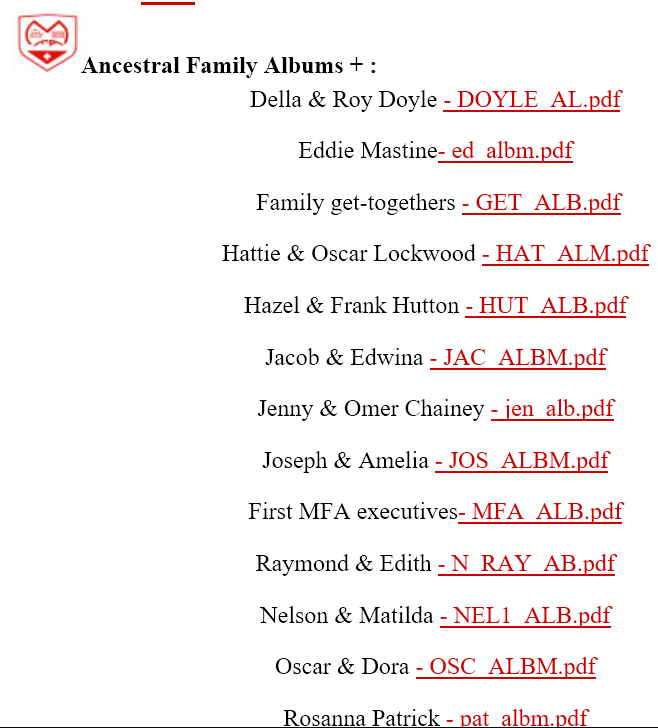 Ancestral Family Albums + :
Della & Roy Doyle - DOYLE_AL.pdf
Eddie Mastine- ed_albm.pdf
Family get-togethers - GET_ALB.pdf
Hattie & Oscar Lockwood - HAT_ALM.pdf
Hazel & Frank Hutton - HUT_ALB.pdf
Jacob & Edwina - JAC_ALBM.pdf
Jenny & Omer Chainey - jen_alb.pdf
Joseph & Amelia - JOS_ALBM.pdf
First MFA executives- MFA_ALB.pdf
Raymond & Edith - N_RAY_AB.pdf
Nelson & Matilda - NEL1_ALB.pdf
Oscar & Dora - OSC_ALBM.pdf
Rosanna Patrick - pat_albm.pdf